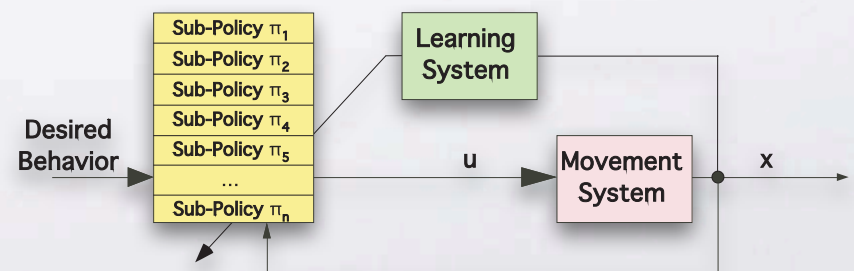 Sub-Policy π1
Sub-Policy π2
Sub-Policy π3
Sub-Policy π4
Sub-Policy π5
...
Sub-Policy πn
Desired
Behavior
Learning
System
u
Movement
System
x